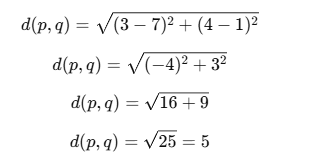 d(p, q) = √(3 − 7)² + (4 − 1)²
d(p, q) = √(−4)² + 3²
d(p, q) = √16 + 9
d(p, q) = √25 = 5